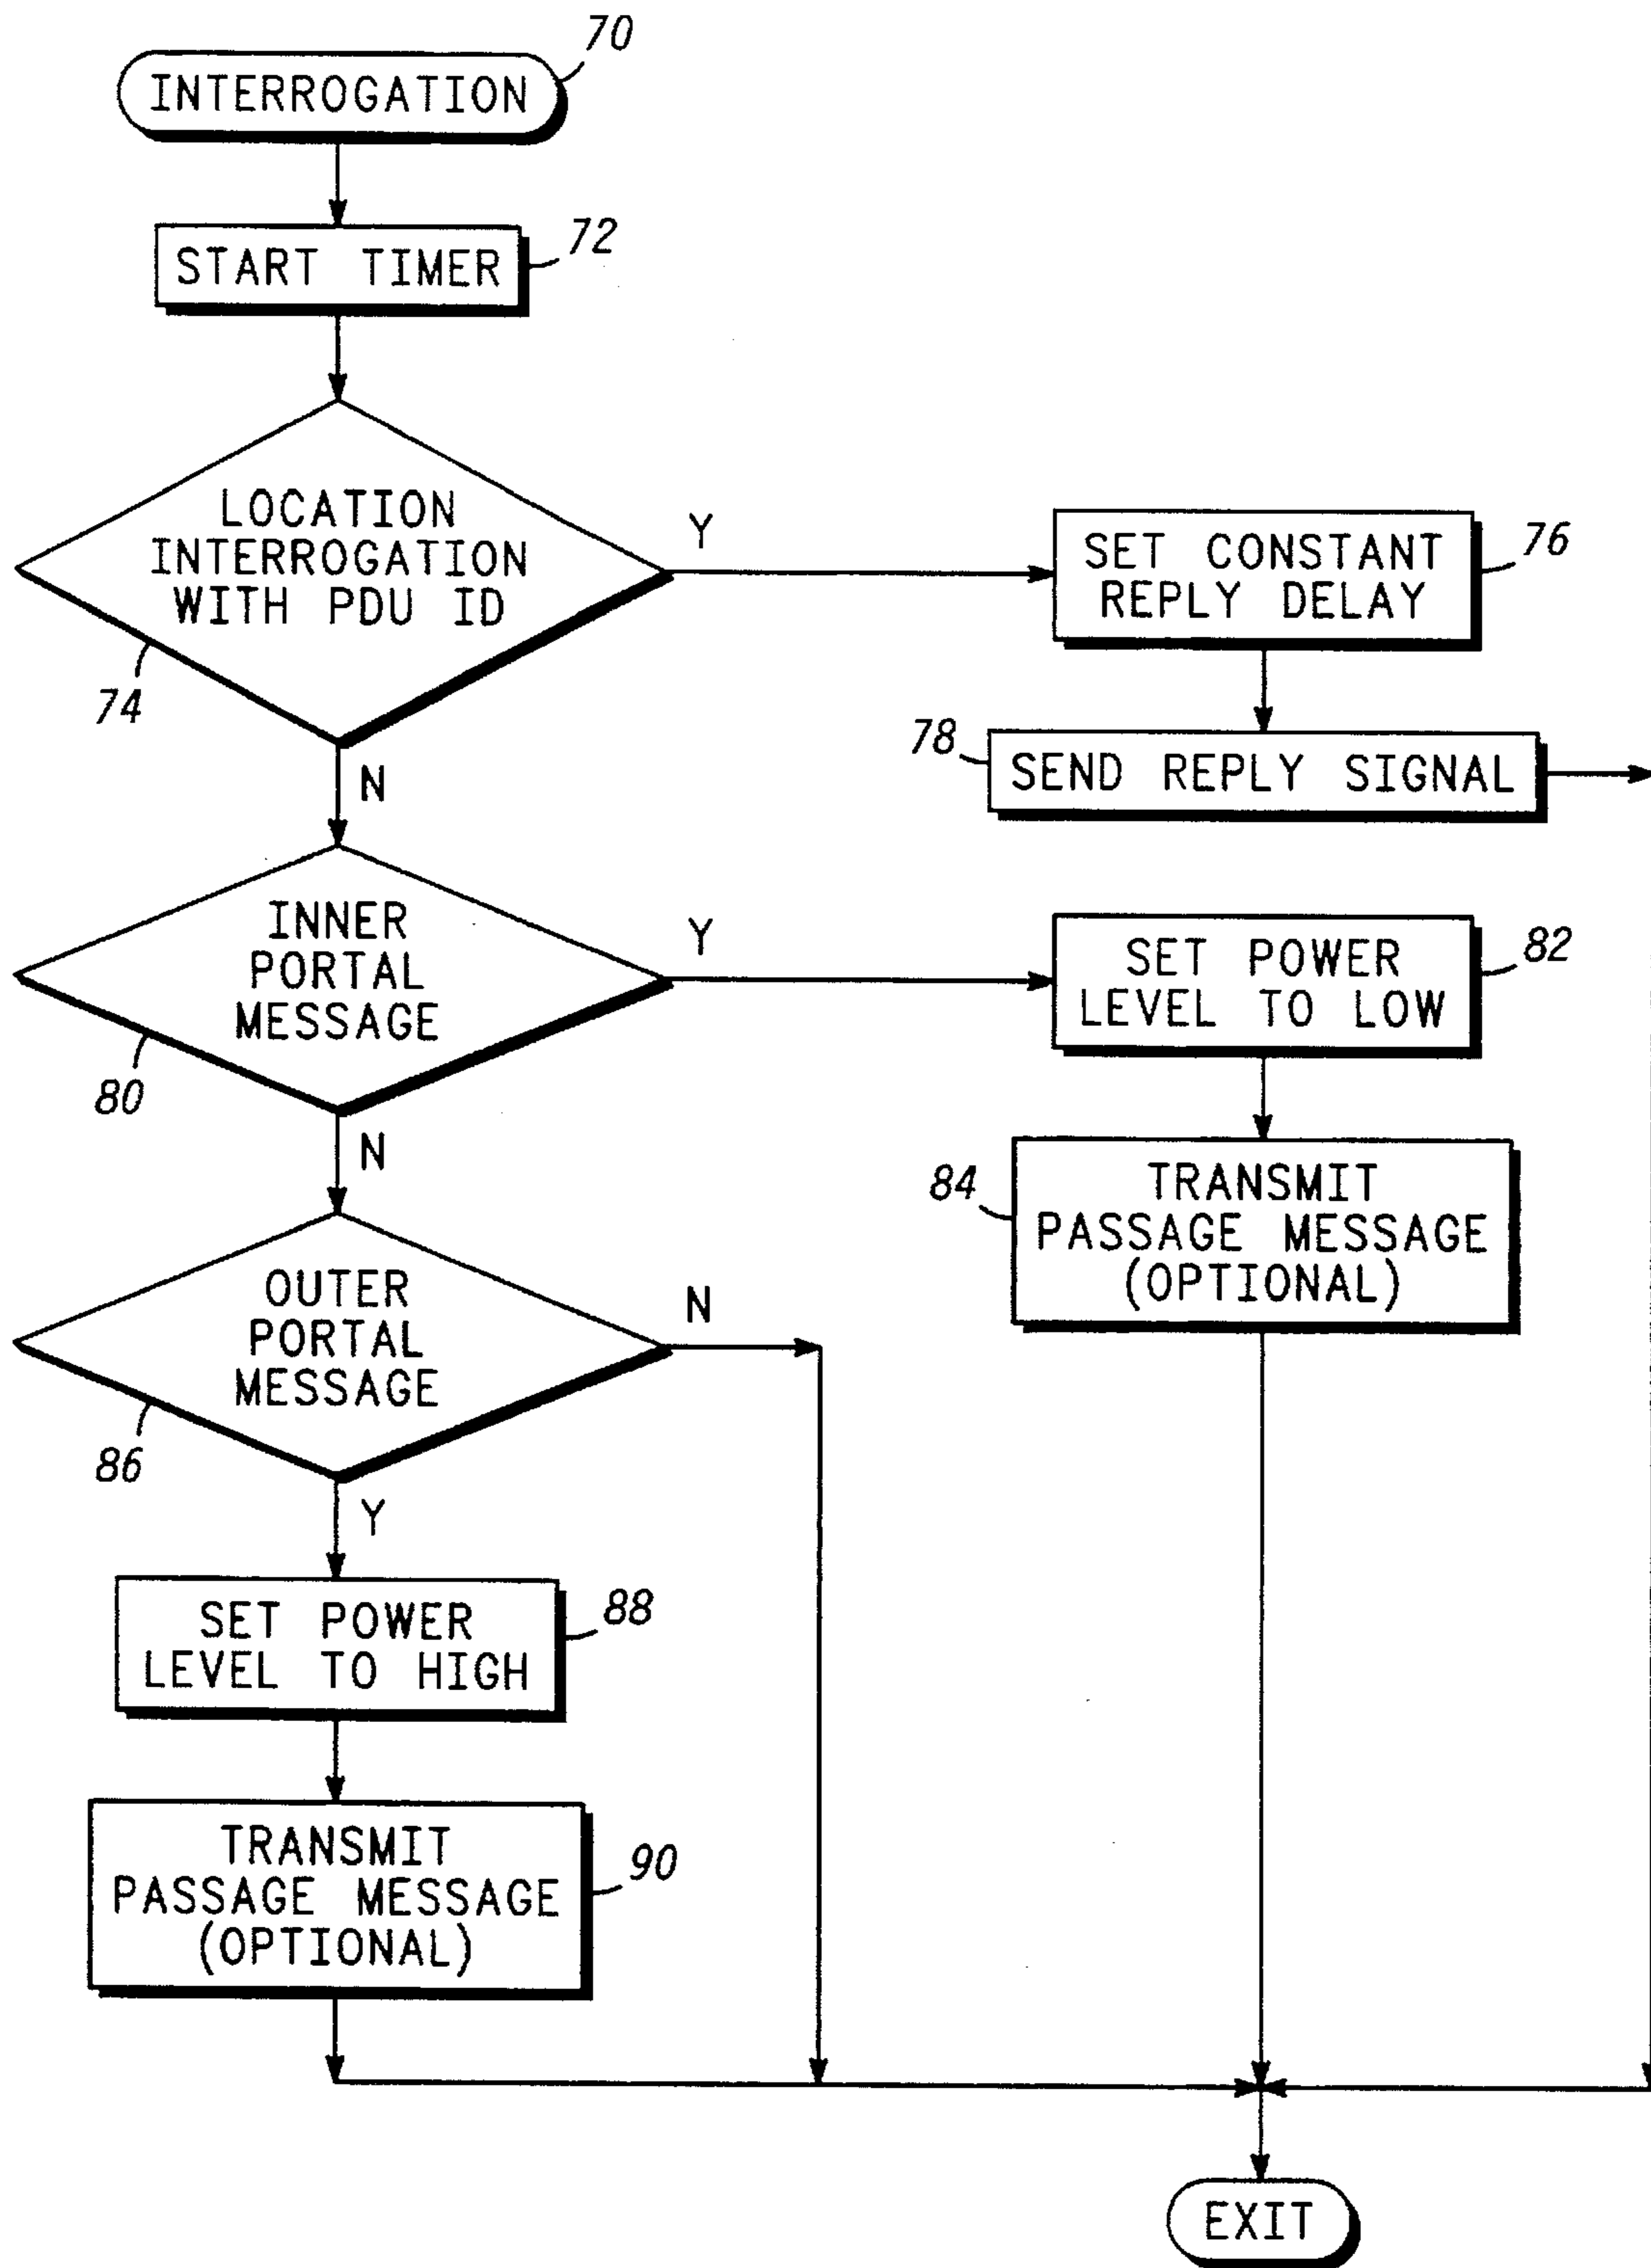 INTERROGATION
70
START TIMER
72
LOCATION
INTERROGATION
WITH PDU ID
74
Y
N
SET CONSTANT
REPLY DELAY
76
78
SEND REPLY SIGNAL
INNER
PORTAL
MESSAGE
80
Y
N
SET POWER
LEVEL TO LOW
82
84
TRANSMIT
PASSAGE MESSAGE
(OPTIONAL)
OUTER
PORTAL
MESSAGE
86
N
Y
SET POWER
LEVEL TO HIGH
88
TRANSMIT
PASSAGE MESSAGE
(OPTIONAL)
90
EXIT